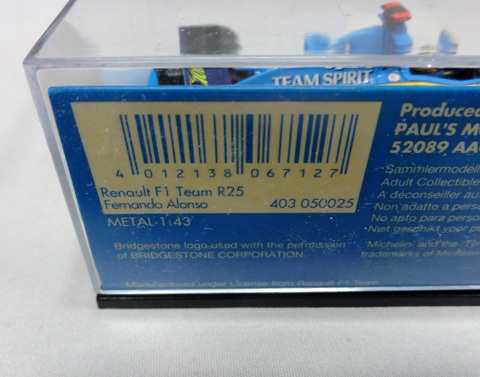 TEAM SPIRIT
4 012138 067127
Renault F1 Team R25
Fernando Alonso 403 050025
METAL 1:43
Bridgestone logo used with the permission
of BRIDGESTONE CORPORATION.
Manufactured under License from Renault F1 Team
Produced
PAUL'S M
52089 AA
Sammlermodell
Adult Collectible
A déconseiller au
Non adatto a perso
No apto para perso
Niet geschikt voor p
'Michelin' and the
trademarks of Michelin